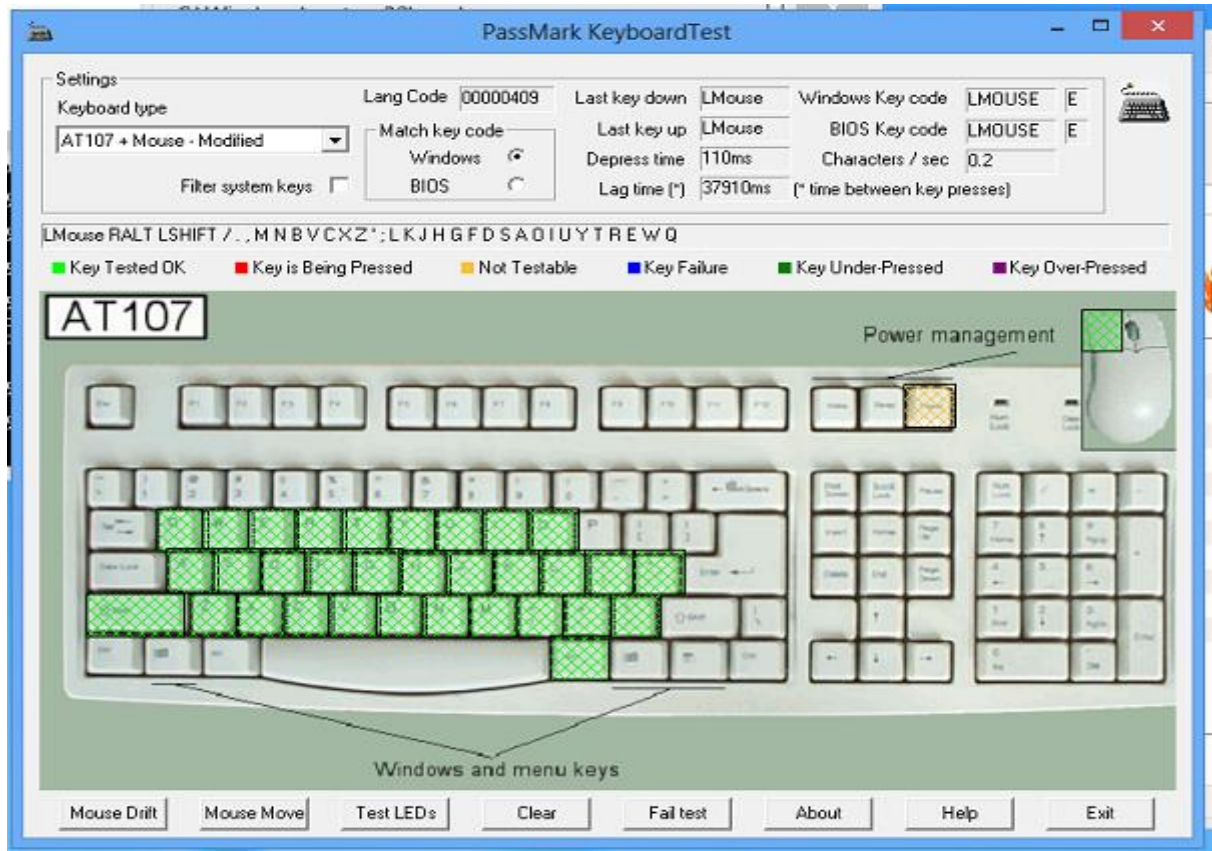 PassMark KeyboardTest
Settings
Keyboard type
AT107 + Mouse - Modified
Filter system keys
Lang Code 00000409
Match key code
Windows
BIOS
Last key down LMouse
Last key up LMouse
Depress time 110ms
Lag time (*) 37910ms
Windows Key code LMOUSE E
BIOS Key code LMOUSE E
Characters / sec 0.2
(* time between key presses)
LMouse RALT LSHIFT / . , M N B V C X Z ' ; L K J H G F D S A O I U Y T R E W Q
Key Tested OK Key is Being Pressed Not Testable Key Failure Key Under-Pressed Key Over-Pressed
AT107
Power management
Windows and menu keys
Mouse Drift Mouse Move Test LEDs Clear Fail test About Help Exit